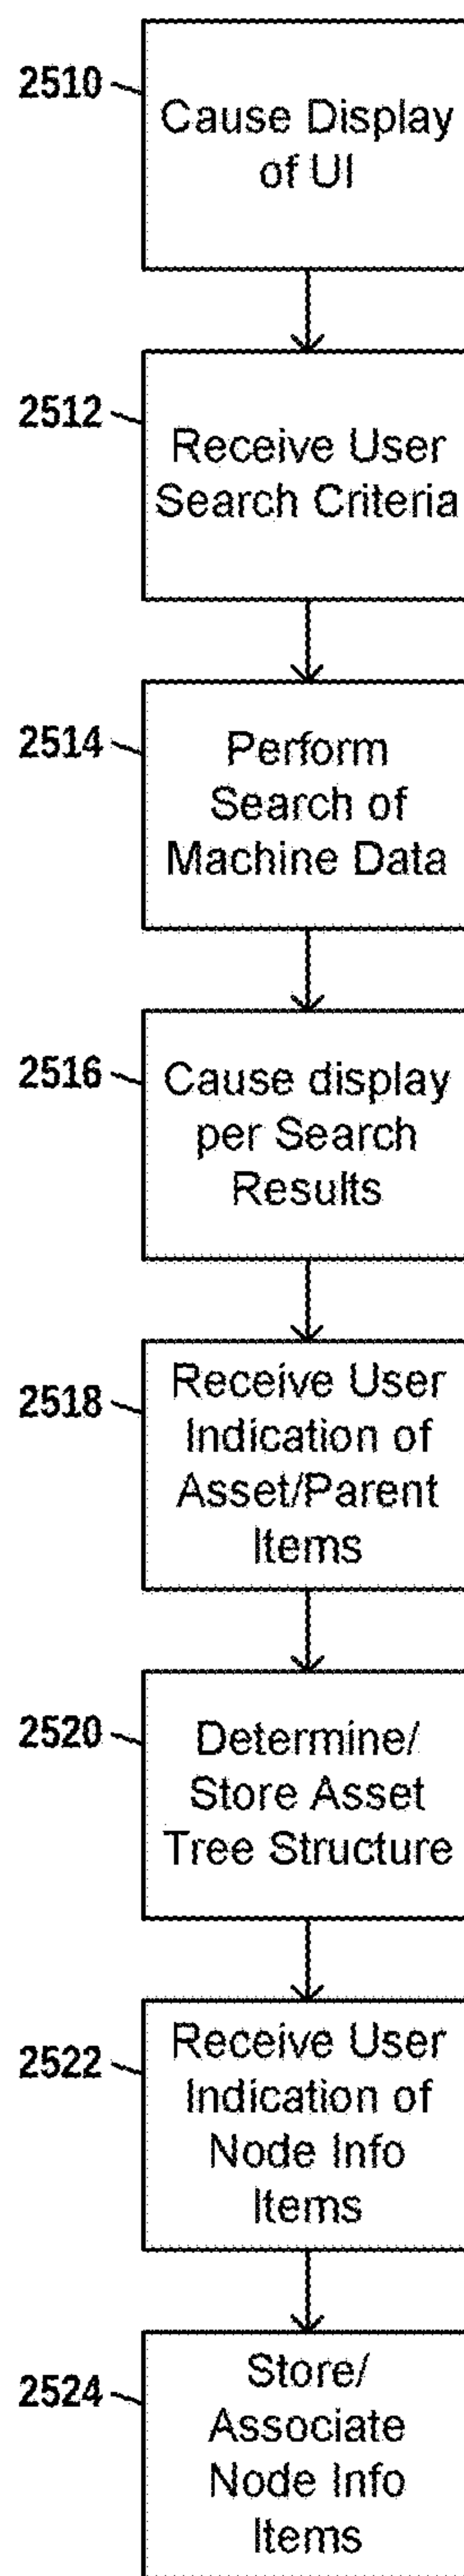 2510
Cause Display
of UI
2512
Receive User
Search Criteria
2514
Perform
Search of
Machine Data
2516
Cause display
per Search
Results
2518
Receive User
Indication of
Asset/Parent
Items
2520
Determine/
Store Asset
Tree Structure
2522
Receive User
Indication of
Node Info
Items
2524
Store/
Associate
Node Info
Items